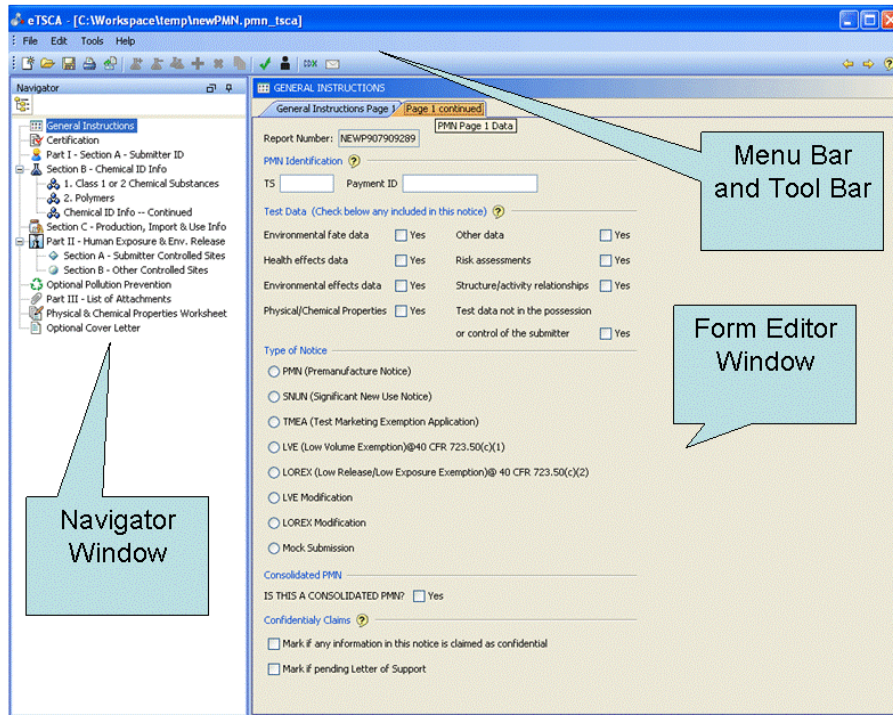 eTSCA - [C:\Workspace\temp\newPMN.pmn_tsca]
File Edit Tools Help
CDX
Navigator
General Instructions
Certification
Part I - Section A - Submitter ID
Section B - Chemical ID Info
1. Class 1 or 2 Chemical Substances
2. Polymers
Chemical ID Info -- Continued
Section C - Production, Import & Use Info
Part II - Human Exposure & Env. Release
Section A - Submitter Controlled Sites
Section B - Other Controlled Sites
Optional Pollution Prevention
Part III - List of Attachments
Physical & Chemical Properties Worksheet
Optional Cover Letter
Navigator
Window
GENERAL INSTRUCTIONS
General Instructions Page 1 Page 1 continued
PMN Page 1 Data
Report Number: NEWP907909289
PMN Identification ?
TS Payment ID
Test Data (Check below any included in this notice) ?
Environmental fate data Yes Other data Yes
Health effects data Yes Risk assessments Yes
Environmental effects data Yes Structure/activity relationships Yes
Physical/Chemical Properties Yes Test data not in the possession
or control of the submitter Yes
Type of Notice
PMN (Premanufacture Notice)
SNUN (Significant New Use Notice)
TMEA (Test Marketing Exemption Application)
LVE (Low Volume Exemption)@40 CFR 723.50(c)(1)
LOREX (Low Release/Low Exposure Exemption)@ 40 CFR 723.50(c)(2)
LVE Modification
LOREX Modification
Mock Submission
Consolidated PMN
IS THIS A CONSOLIDATED PMN? Yes
Confidentialy Claims ?
Mark if any information in this notice is claimed as confidential
Mark if pending Letter of Support
Menu Bar
and Tool Bar
Form Editor
Window